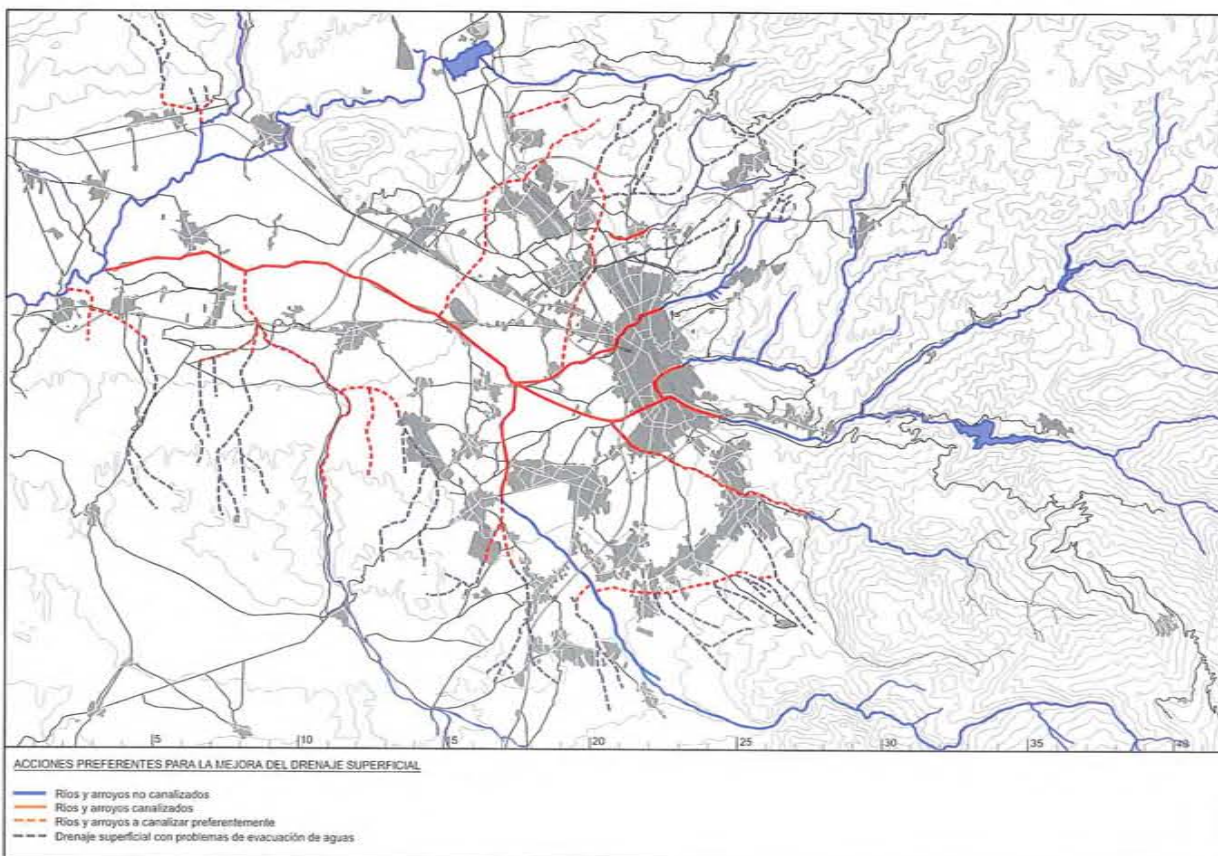 5 10 15 20 25 30 35 40
ACCIONES PREFERENTES PARA LA MEJORA DEL DRENAJE SUPERFICIAL
Ríos y arroyos no canalizados
Ríos y arroyos canalizados
Ríos y arroyos a canalizar preferentemente
Drenaje superficial con problemas de evacuación de aguas